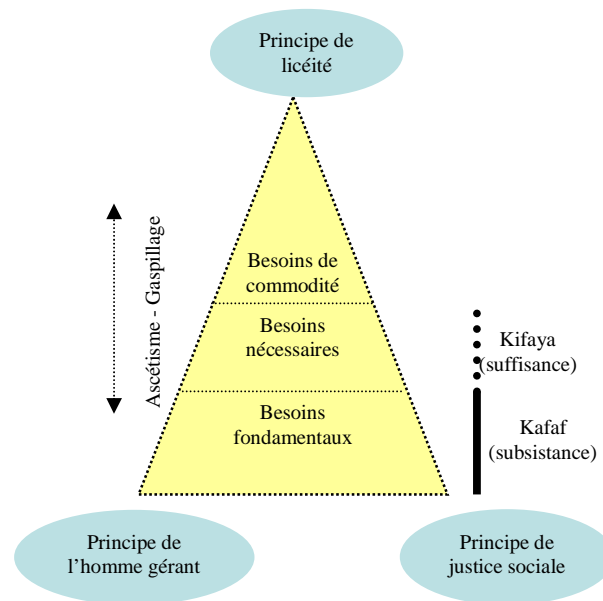 Principe de
licéité
Ascétisme - Gaspillage
Besoins de
commodité
Besoins
nécessaires
Kifaya
(suffisance)
Besoins
fondamentaux
Kafaf
(subsistance)
Principe de
l’homme gérant
Principe de
justice sociale